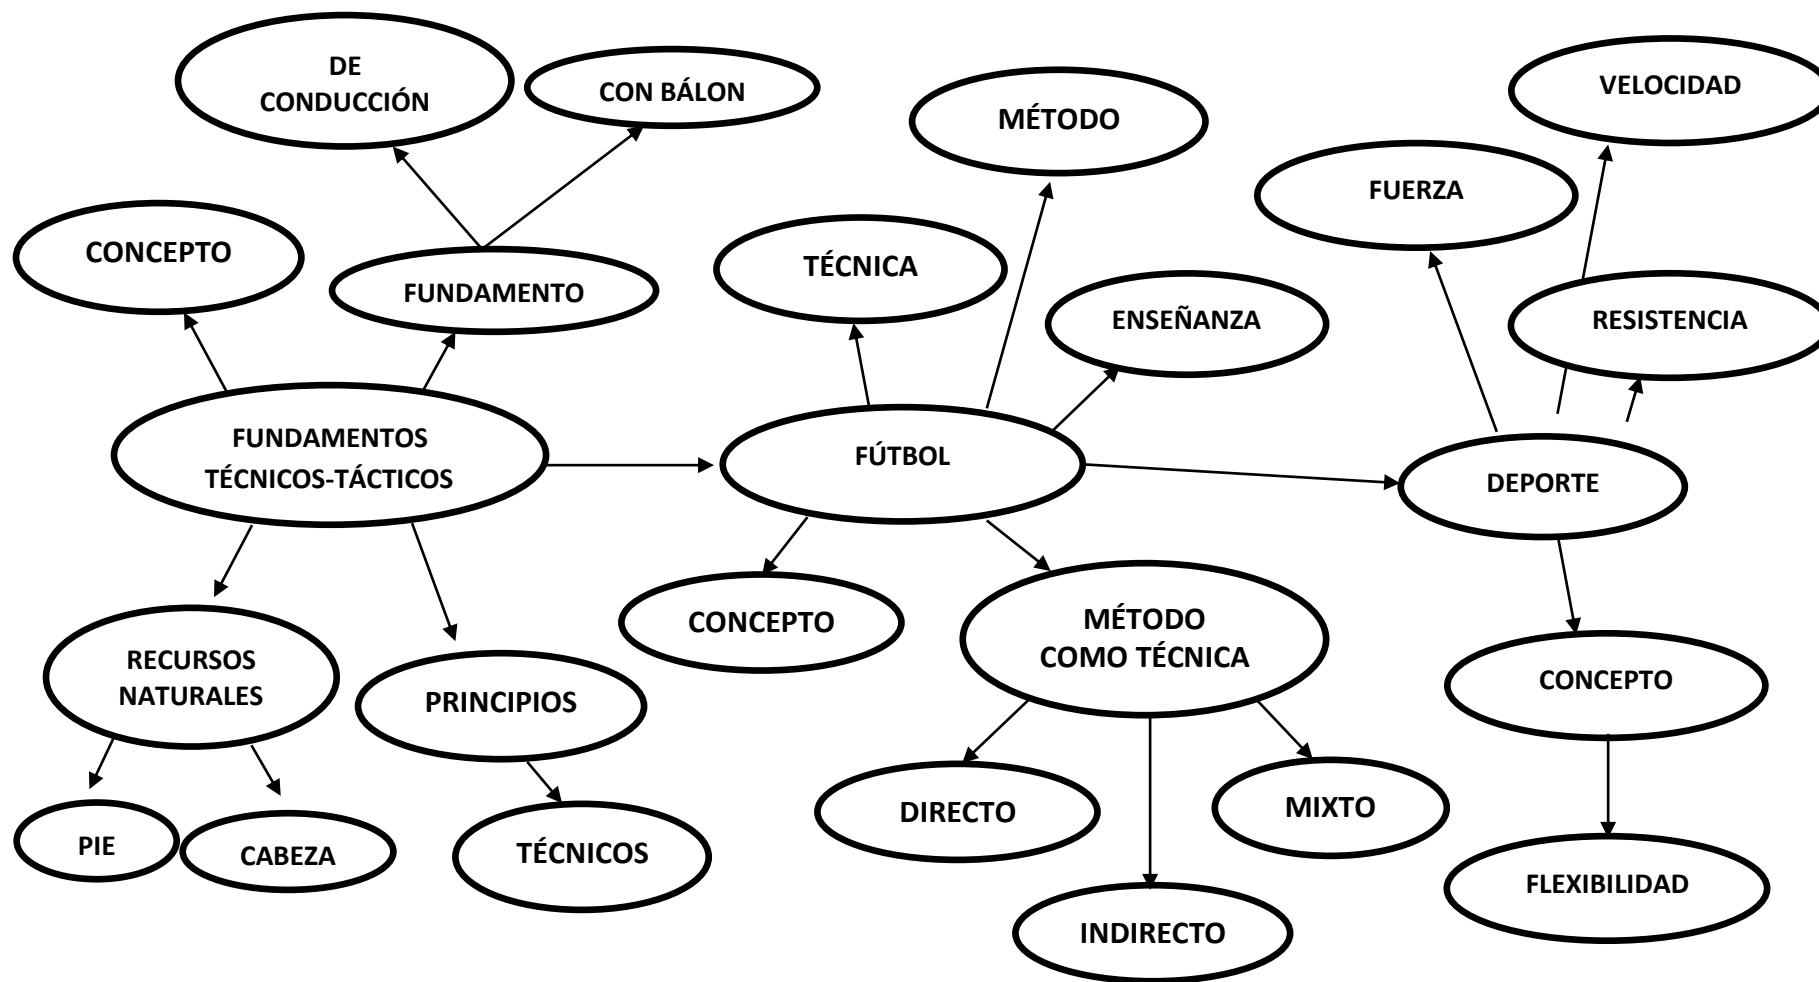 DE
CONDUCCIÓN
CON BÁLON
MÉTODO
VELOCIDAD
FUERZA
CONCEPTO
FUNDAMENTO
TÉCNICA
ENSEÑANZA
RESISTENCIA
FUNDAMENTOS
TÉCNICOS-TÁCTICOS
FÚTBOL
DEPORTE
RECURSOS
NATURALES
PRINCIPIOS
CONCEPTO
MÉTODO
COMO TÉCNICA
CONCEPTO
PIE
CABEZA
TÉCNICOS
DIRECTO
MIXTO
INDIRECTO
FLEXIBILIDAD